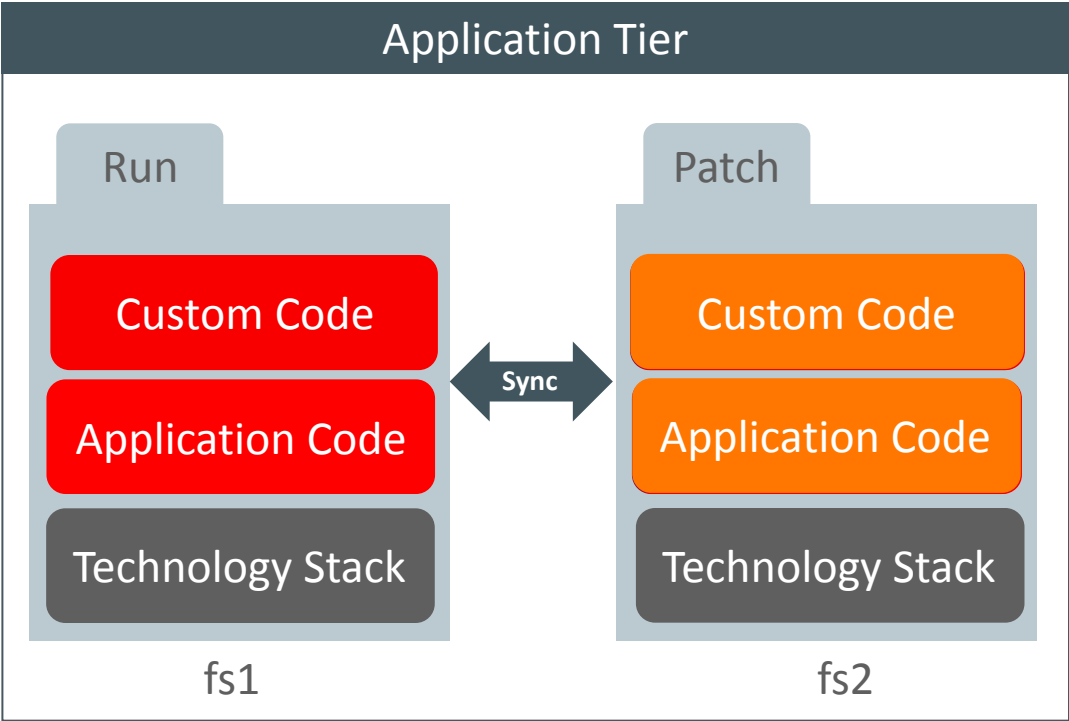 Application Tier
Run
Custom Code
Application Code
Technology Stack
fs1
Sync
Patch
Custom Code
Application Code
Technology Stack
fs2